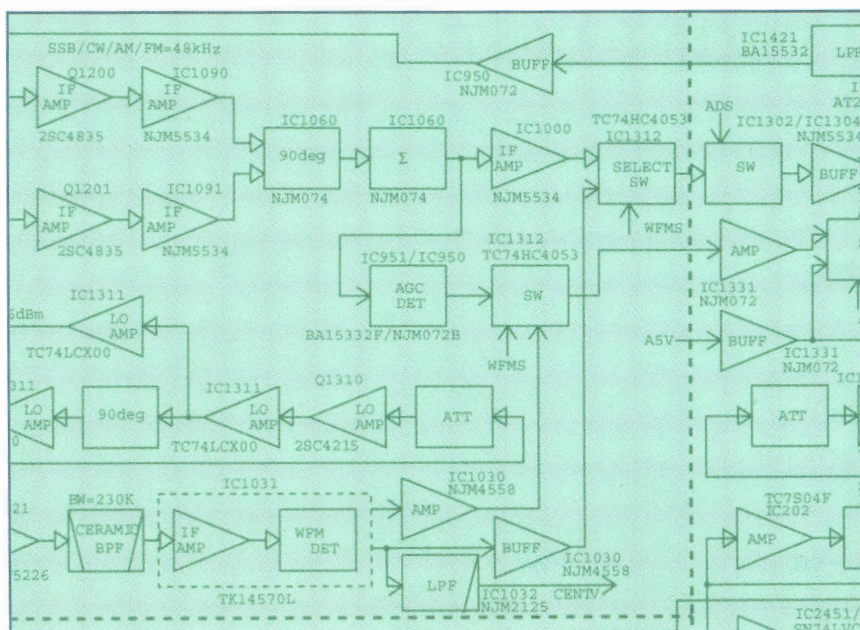 SSB/CW/AM/FM=48kHz
IC1421
BA15532
LPF
BUFF
IC950
NJM072
Q1200
IF
AMP
2SC4835
IC1090
IF
AMP
NJM5534
IC1060
90deg
NJM074
IC1060
Σ
NJM074
IC1000
IF
AMP
NJM5534
TC74HC4053
IC1312
SELECT
SW
WFMS
ADS
IC1302/IC1304
NJM5534
SW
BUFF
Q1201
IF
AMP
2SC4835
IC1091
IF
AMP
NJM5534
IC951/IC950
AGC
DET
BA15332F/NJM072B
IC1312
TC74HC4053
SW
WFMS
AMP
IC1331
NJM072
A5V
BUFF
IC1331
NJM072
dBm
IC1311
LO
AMP
TC74LCX00
311
LO
AMP
90deg
IC1311
LO
AMP
TC74LCX00
Q1310
LO
AMP
2SC4215
ATT
ATT
21
5226
BW=230K
CERAMIC
BPF
IC1031
IF
AMP
WFM
DET
TK14570L
IC1030
NJM4558
AMP
BUFF
IC1030
NJM4558
LPF
IC1032
NJM2125
CENTV
TC7S04F
IC202
AMP
IC2451/